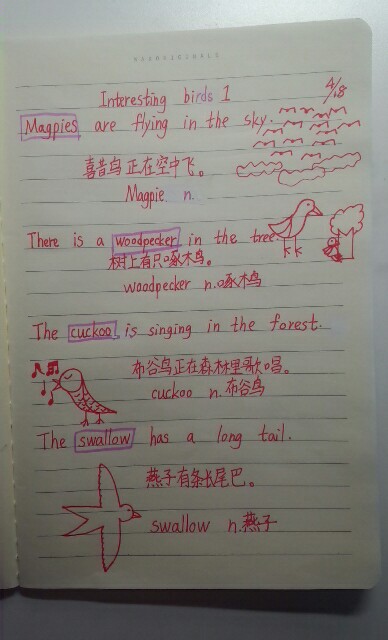 Interesting birds 1
4/8
Magpies are flying in the sky.
喜昔鸟正在空中飞。
Magpie n.
There is a woodpecker in the tree.
树上有只啄木鸟。
woodpecker n.啄木鸟
The cuckoo is singing in the forest.
布谷鸟正在森林里歌唱。
cuckoo n.布谷鸟
The swallow has a long tail.
燕子有条长尾巴。
swallow n.燕子